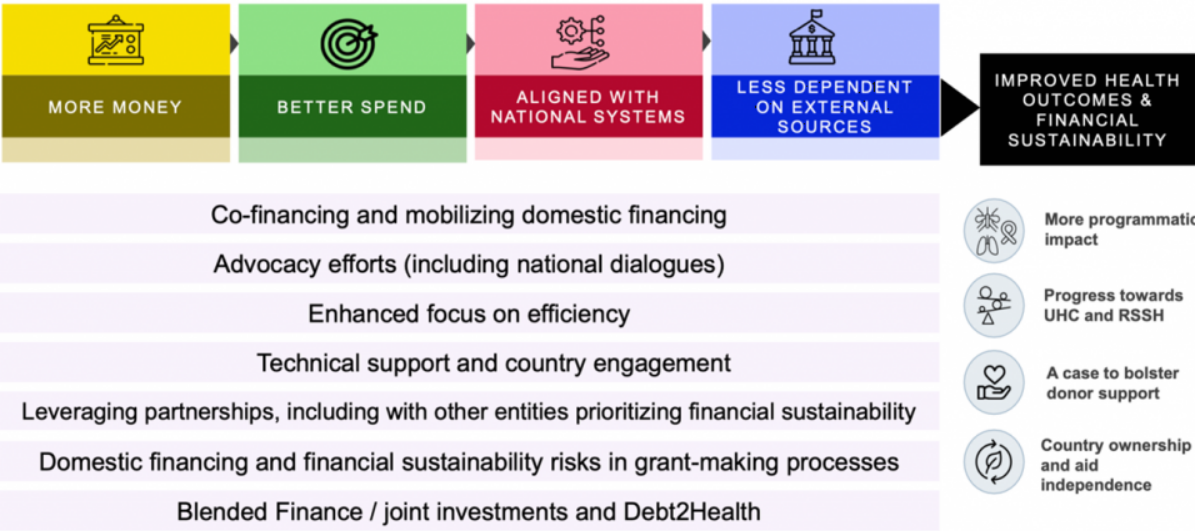 MORE MONEY
BETTER SPEND
ALIGNED WITH
NATIONAL SYSTEMS
LESS DEPENDENT
ON EXTERNAL
SOURCES
IMPROVED HEALTH
OUTCOMES &
FINANCIAL
SUSTAINABILITY
Co-financing and mobilizing domestic financing
Advocacy efforts (including national dialogues)
Enhanced focus on efficiency
Technical support and country engagement
Leveraging partnerships, including with other entities prioritizing financial sustainability
Domestic financing and financial sustainability risks in grant-making processes
Blended Finance / joint investments and Debt2Health
More programmatic
impact
Progress towards
UHC and RSSH
A case to bolster
donor support
Country ownership
and aid
independence